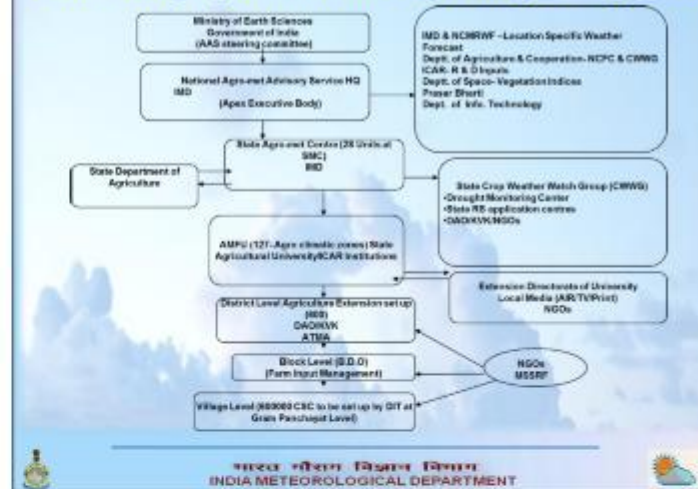 Ministry of Earth Sciences
Government of India
(AAS steering committee)
IMD & NCMRWF -Location Specific Weather
Forecast
Deptt. of Agriculture & Cooperation- NCFC & CWWG
ICAR- R & D Inputs
Deptt. of Space- Vegetation Indices
Prasar Bharti
Dept. of Info. Technology
National Agro-met Advisory Service HQ
IMD
(Apex Executive Body)
State Agro-met Centre (28 Units at
SMC)
IMD
State Department of
Agriculture
State Crop Weather Watch Group (CWWG)
•Drought Monitoring Center
•State RS application centres
•DAO/KVK/NGOs
AMFU (127-Agro climatic zones) State
Agricultural University/ICAR Institutions
Extension Directorate of University
Local Media (AIR/TV/Print)
NGOs
District Level Agriculture Extension set up
(600)
DAO/KVK
ATMA
Block Level (B.D.O)
(Farm Input Management)
NGOs
MSSRF
Village Level (600000 CSC to be set up by DIT at
Gram Panchayat Level)
भारत मौसम विज्ञान विभाग
INDIA METEOROLOGICAL DEPARTMENT